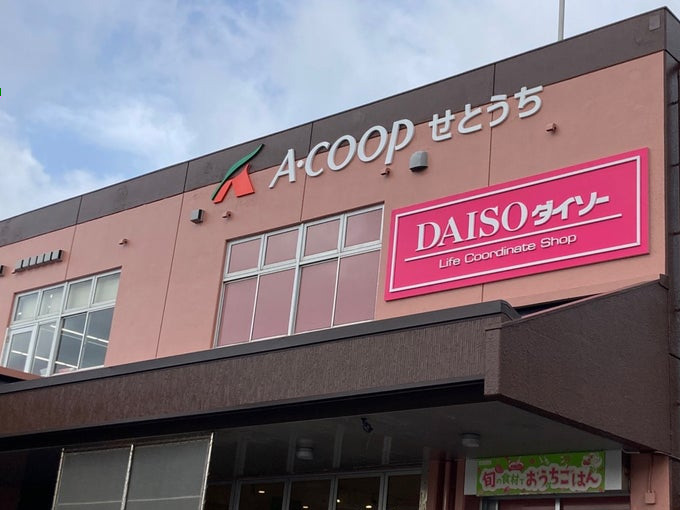 A·COOP せとうち
DAISO ダイソー
Life Coordinate Shop
旬の食材でおうちごはん